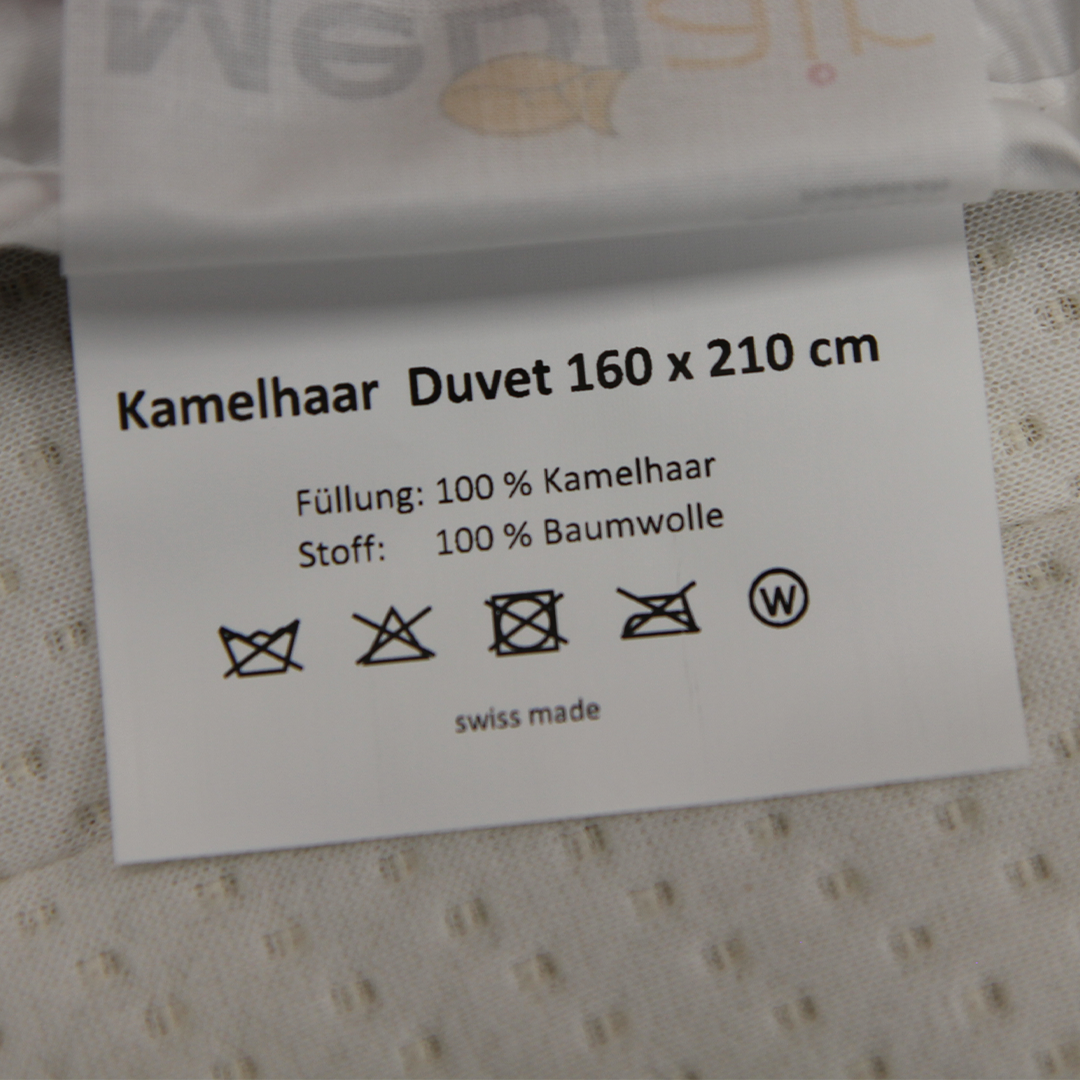 Kamelhaar Duvet 160 x 210 cm
Füllung: 100 % Kamelhaar
Stoff: 100 % Baumwolle
W
swiss made